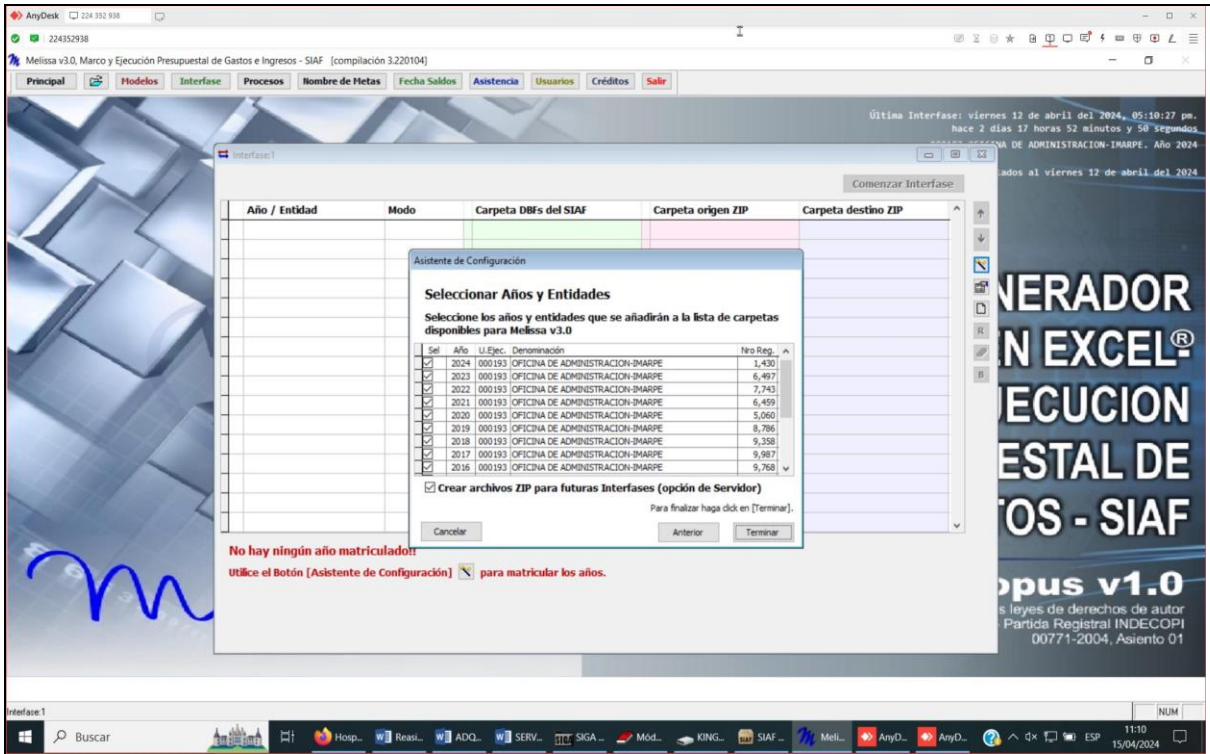 AnyDesk 224 352 938
224352938
Melissa v3.0, Marco y Ejecución Presupuestal de Gastos e Ingresos - SIAF [compilación 3.220104]
Principal Modelos Interfase Procesos Nombre de Metas Fecha Saldos Asistencia Usuarios Créditos Salir
Última Interfase: viernes 12 de abril del 2024, 05:10:27 pm.
hace 2 días 17 horas 52 minutos y 50 segundos
NA DE ADMINISTRACION-IMARPE. Año 2024
ados al viernes 12 de abril del 2024
Interfase:1
Comenzar Interfase
Año / Entidad Modo Carpeta DBFs del SIAF Carpeta origen ZIP Carpeta destino ZIP
Asistente de Configuración
Seleccionar Años y Entidades
Seleccione los años y entidades que se añadirán a la lista de carpetas
disponibles para Melissa v3.0
Sel Año U.Ejec. Denominación Nro Reg.
2024 000193 OFICINA DE ADMINISTRACION-IMARPE 1,430
2023 000193 OFICINA DE ADMINISTRACION-IMARPE 6,497
2022 000193 OFICINA DE ADMINISTRACION-IMARPE 7,743
2021 000193 OFICINA DE ADMINISTRACION-IMARPE 6,459
2020 000193 OFICINA DE ADMINISTRACION-IMARPE 5,060
2019 000193 OFICINA DE ADMINISTRACION-IMARPE 8,786
2018 000193 OFICINA DE ADMINISTRACION-IMARPE 9,358
2017 000193 OFICINA DE ADMINISTRACION-IMARPE 9,987
2016 000193 OFICINA DE ADMINISTRACION-IMARPE 9,768
Crear archivos ZIP para futuras Interfases (opción de Servidor)
Para finalizar haga click en [Terminar].
Cancelar Anterior Terminar
R
B
No hay ningún año matriculado!!
Utilice el Botón [Asistente de Configuración] para matricular los años.
NERADOR
EN EXCEL®
JECUCION
ESTAL DE
TOS - SIAF
opus v1.0
s leyes de derechos de autor
Partida Registral INDECOPI
00771-2004, Asiento 01
Interfase:1 NUM
Buscar Hosp... Reasi... ADQ... SERV... SIGA ... Mód... KING... SIAF ... Meli... AnyD... AnyD... ESP 11:10
15/04/2024